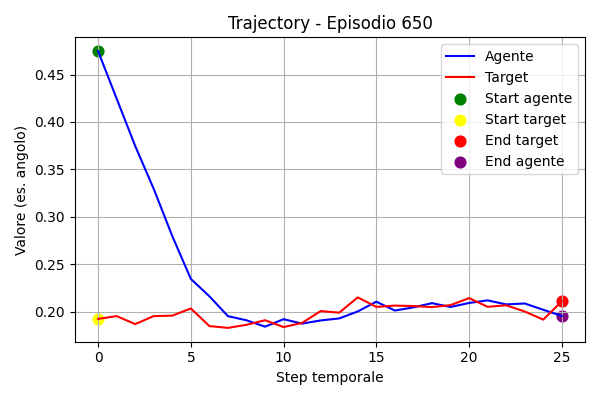 Trajectory - Episodio 650
Valore (es. angolo)
0.45
0.40
0.35
0.30
0.25
0.20
0
5
10
15
20
25
Step temporale
Agente
Target
Start agente
Start target
End target
End agente